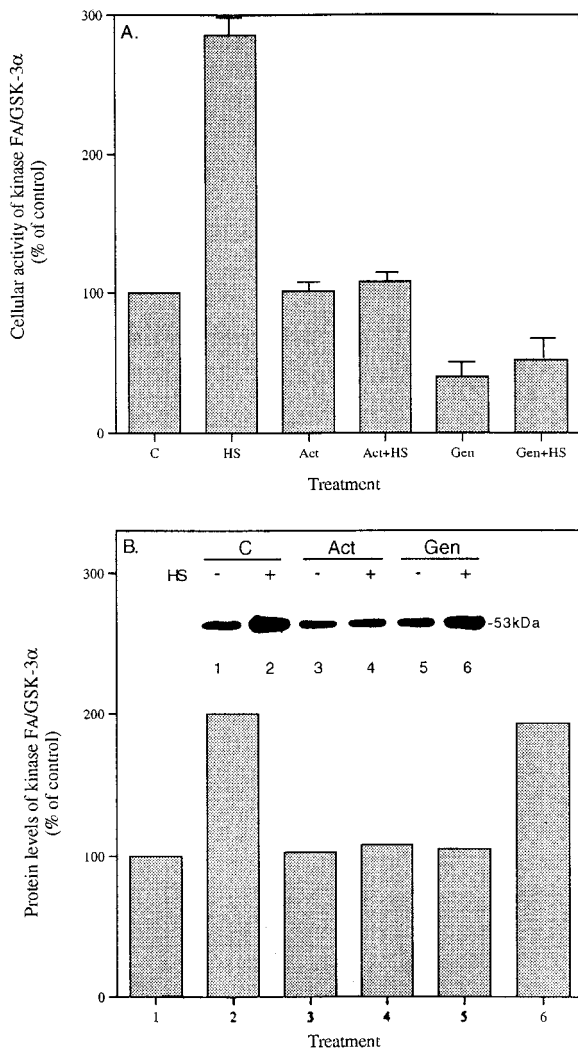 A.
300
200
100
0
Cellular activity of kinase FA/GSK-3α
(% of control)
C HS Act Act+HS Gen Gen+HS
Treatment
B.
C Act Gen
HS - + - + - +
-53kDa
1 2 3 4 5 6
300
200
100
0
Protein levels of kinase FA/GSK-3α
(% of control)
1 2 3 4 5 6
Treatment